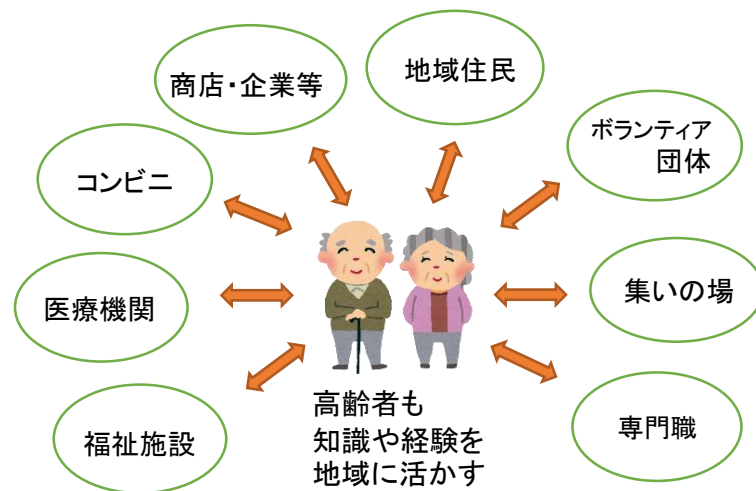 商店・企業等
地域住民
ボランティア
団体
コンビニ
医療機関
集いの場
福祉施設
専門職
高齢者も
知識や経験を
地域に活かす